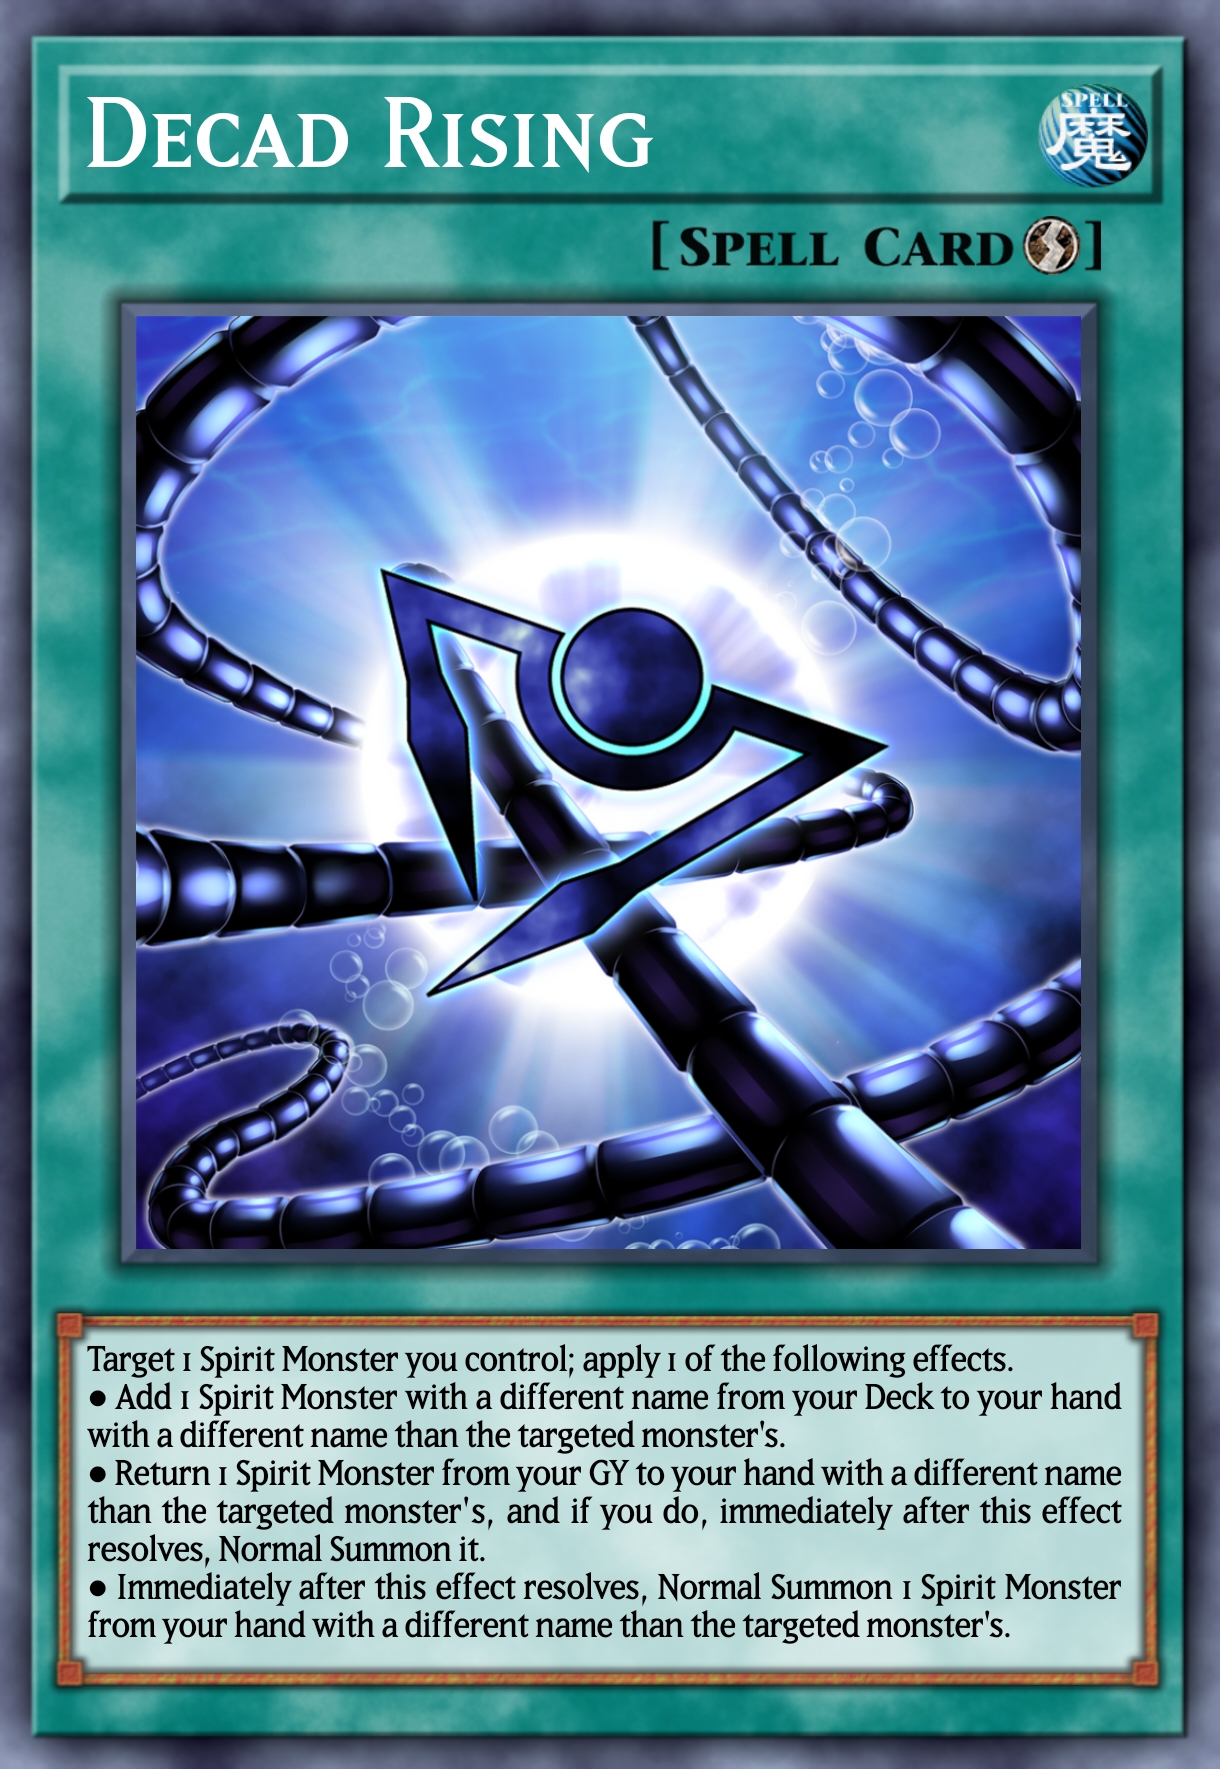 Decad Rising
SPELL
魔
[Spell Card]
Target 1 Spirit Monster you control; apply 1 of the following effects.
● Add 1 Spirit Monster with a different name from your Deck to your hand
with a different name than the targeted monster's.
● Return 1 Spirit Monster from your GY to your hand with a different name
than the targeted monster's, and if you do, immediately after this effect
resolves, Normal Summon it.
● Immediately after this effect resolves, Normal Summon 1 Spirit Monster
from your hand with a different name than the targeted monster's.